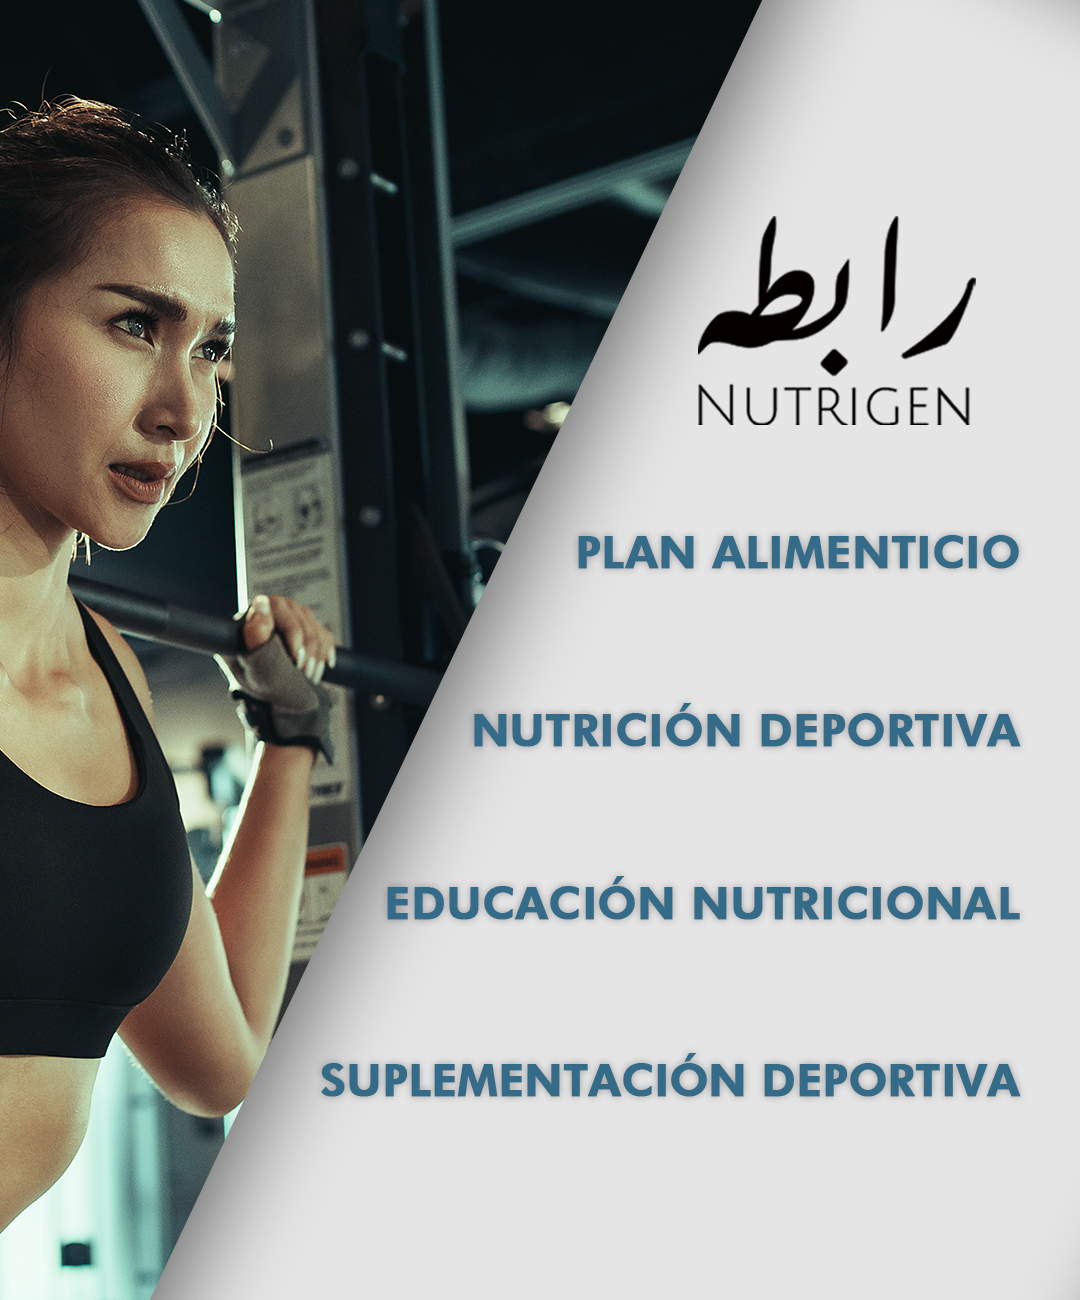 رابطه
NUTRIGEN
PLAN ALIMENTICIO
NUTRICIÓN DEPORTIVA
EDUCACIÓN NUTRICIONAL
SUPLEMENTACIÓN DEPORTIVA